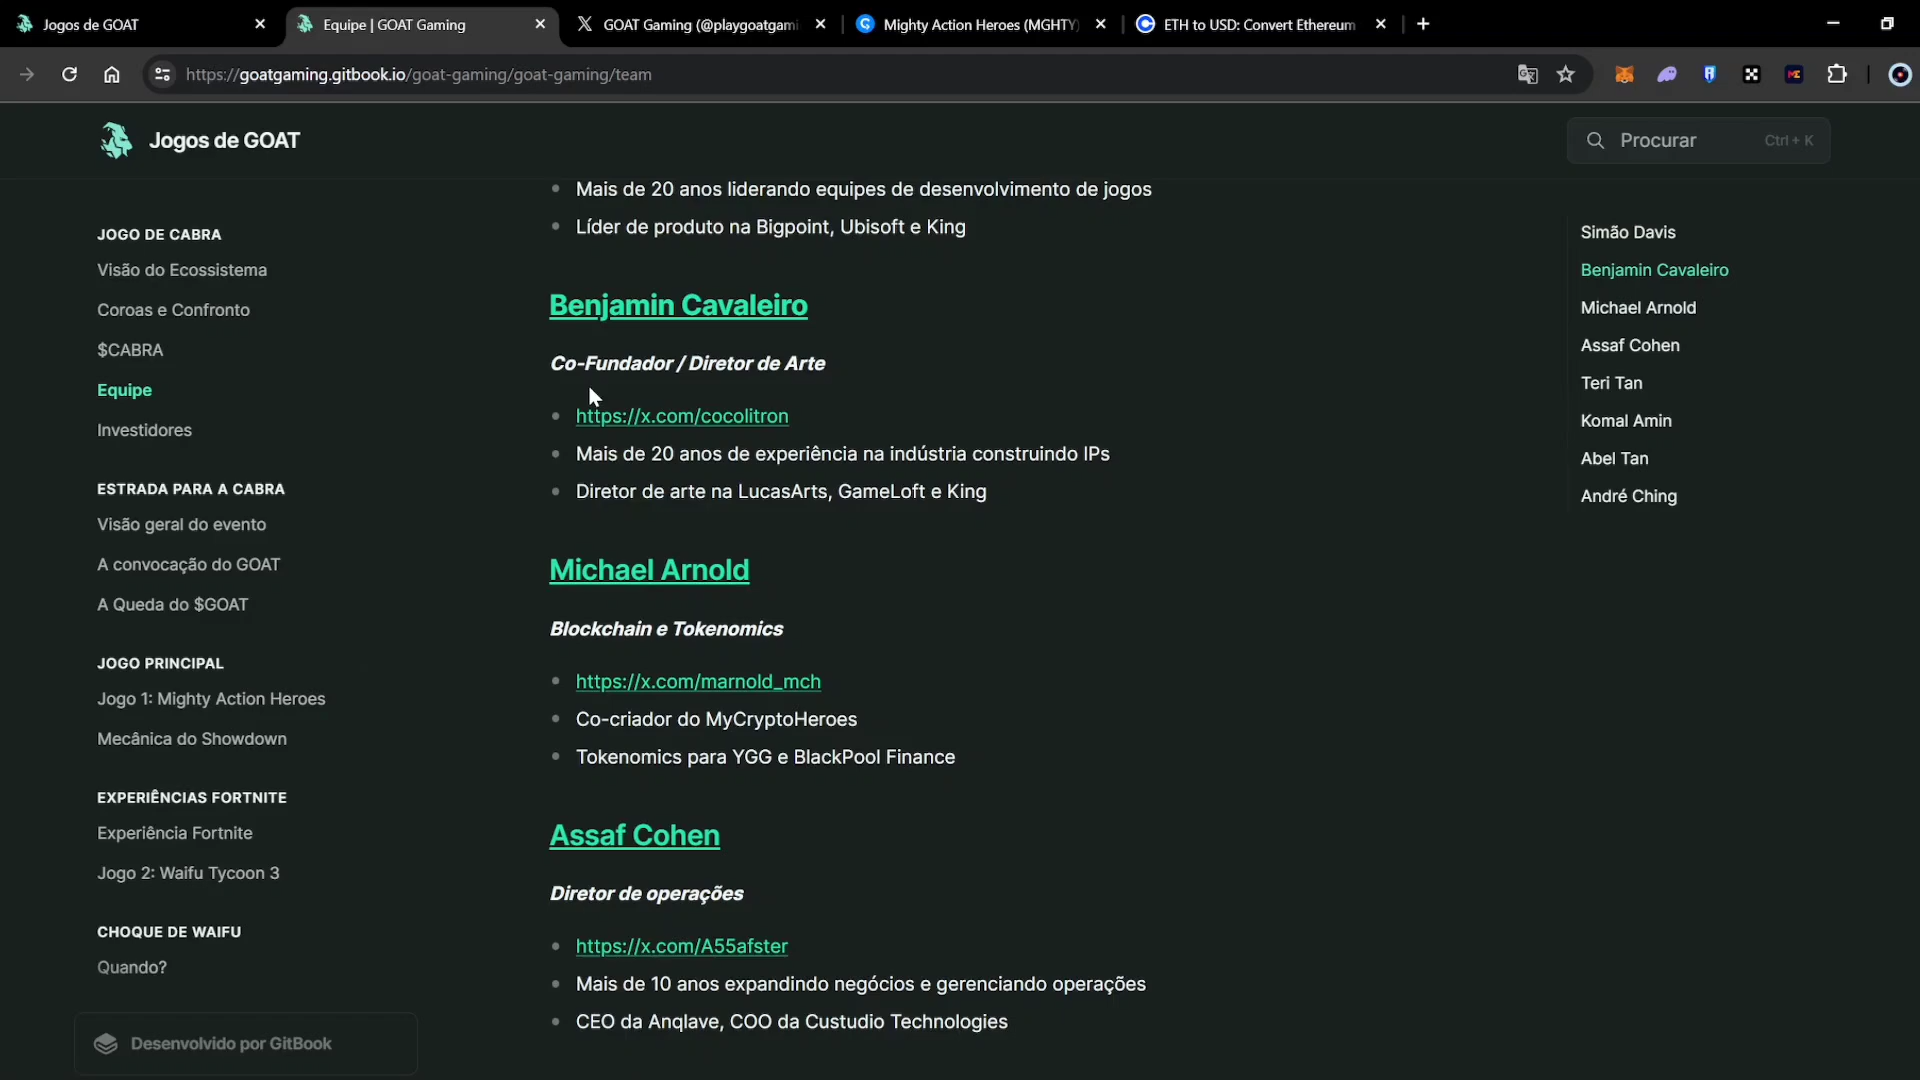 Jogos de GOAT
Equipe | GOAT Gaming
GOAT Gaming (@playgoatgami
Mighty Action Heroes (MGHTY)
ETH to USD: Convert Ethereum
https://goatgaming.gitbook.io/goat-gaming/goat-gaming/team
Jogos de GOAT
Procurar
Ctrl + K
JOGO DE CABRA
Visão do Ecossistema
Coroas e Confronto
$CABRA
Equipe
Investidores
ESTRADA PARA A CABRA
Visão geral do evento
A convocação do GOAT
A Queda do $GOAT
JOGO PRINCIPAL
Jogo 1: Mighty Action Heroes
Mecânica do Showdown
EXPERIÊNCIAS FORTNITE
Experiência Fortnite
Jogo 2: Waifu Tycoon 3
CHOQUE DE WAIFU
Quando?
Desenvolvido por GitBook
Mais de 20 anos liderando equipes de desenvolvimento de jogos
Líder de produto na Bigpoint, Ubisoft e King
Benjamin Cavaleiro
Co-Fundador / Diretor de Arte
https://x.com/cocolitron
Mais de 20 anos de experiência na indústria construindo IPs
Diretor de arte na LucasArts, GameLoft e King
Michael Arnold
Blockchain e Tokenomics
https://x.com/marnold_mch
Co-criador do MyCryptoHeroes
Tokenomics para YGG e BlackPool Finance
Assaf Cohen
Diretor de operações
https://x.com/A55afster
Mais de 10 anos expandindo negócios e gerenciando operações
CEO da Anqlave, COO da Custudio Technologies
Simão Davis
Benjamin Cavaleiro
Michael Arnold
Assaf Cohen
Teri Tan
Komal Amin
Abel Tan
André Ching